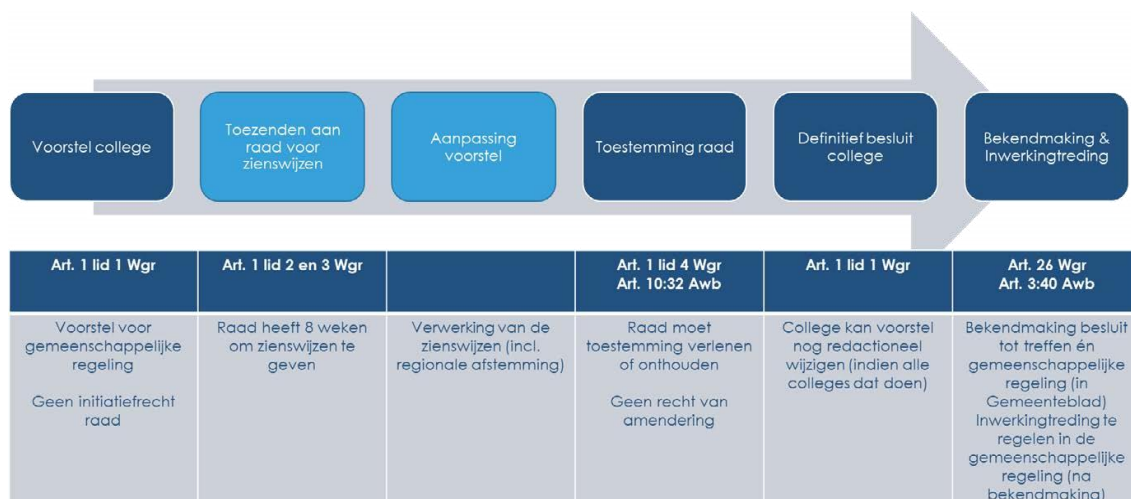 Voorstel college
Toezenden aan
raad voor
zienswijzen
Aanpassing
voorstel
Toestemming raad
Definitief besluit
college
Bekendmaking &
Inwerkingtreding
Art. 1 lid 1 Wgr
Art. 1 lid 2 en 3 Wgr
Art. 1 lid 4 Wgr
Art. 10:32 Awb
Art. 1 lid 1 Wgr
Art. 26 Wgr
Art. 3:40 Awb
Voorstel voor
gemeenschappelijke
regeling
Geen initiatiefrecht
raad
Raad heeft 8 weken
om zienswijzen te
geven
Verwerking van de
zienswijzen (incl.
regionale afstemming)
Raad moet
toestemming verlenen
of onthouden
Geen recht van
amendering
College kan voorstel
nog redactioneel
wijzigen (indien alle
colleges dat doen)
Bekendmaking besluit
tot treffen én
gemeenschappelijke
regeling (in
Gemeenteblad)
Inwerkingtreding te
regelen in de
gemeenschappelijke
regeling (na
bekendmaking)